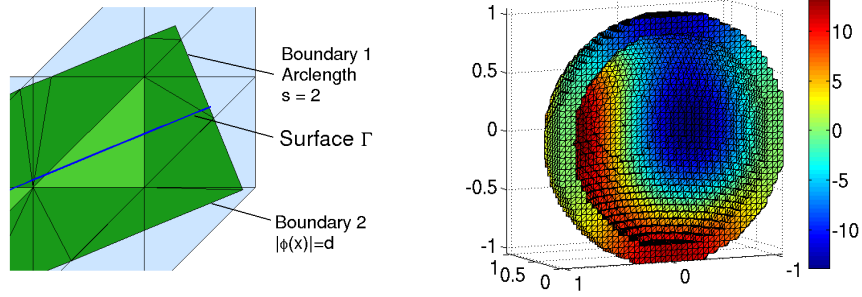 Boundary 1
Arclength
s = 2
Surface Γ
Boundary 2
|ϕ(x)|=d
1
0.5
0
-0.5
-1
1
0.5
0
1
0
-1
10
5
0
-5
-10